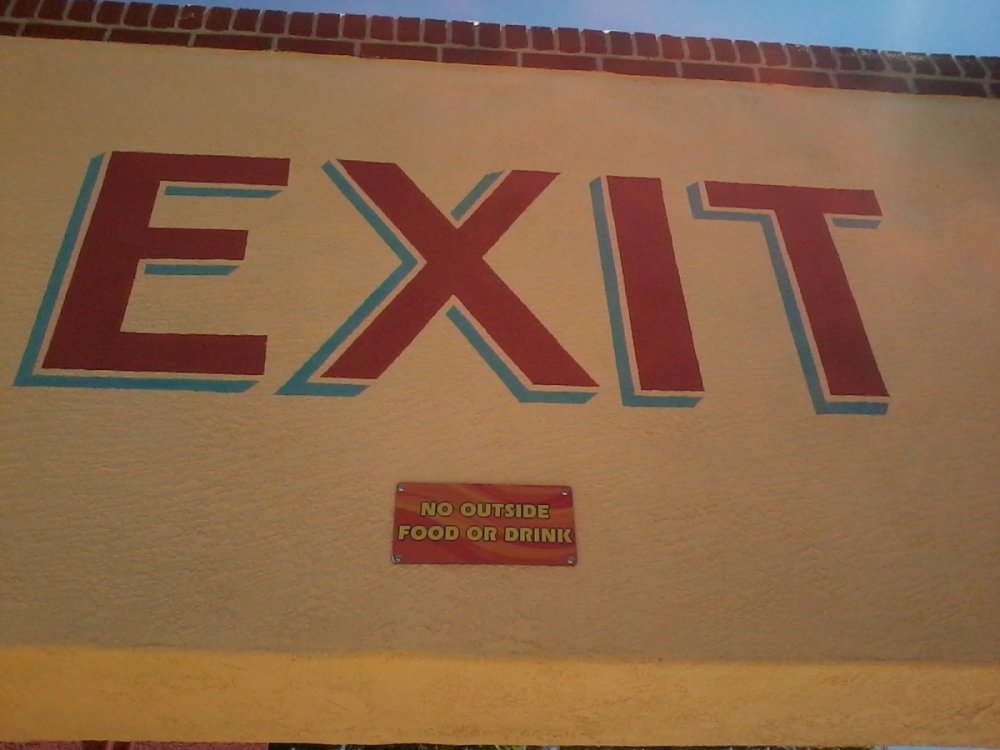 EXIT
NO OUTSIDE
FOOD OR DRINK